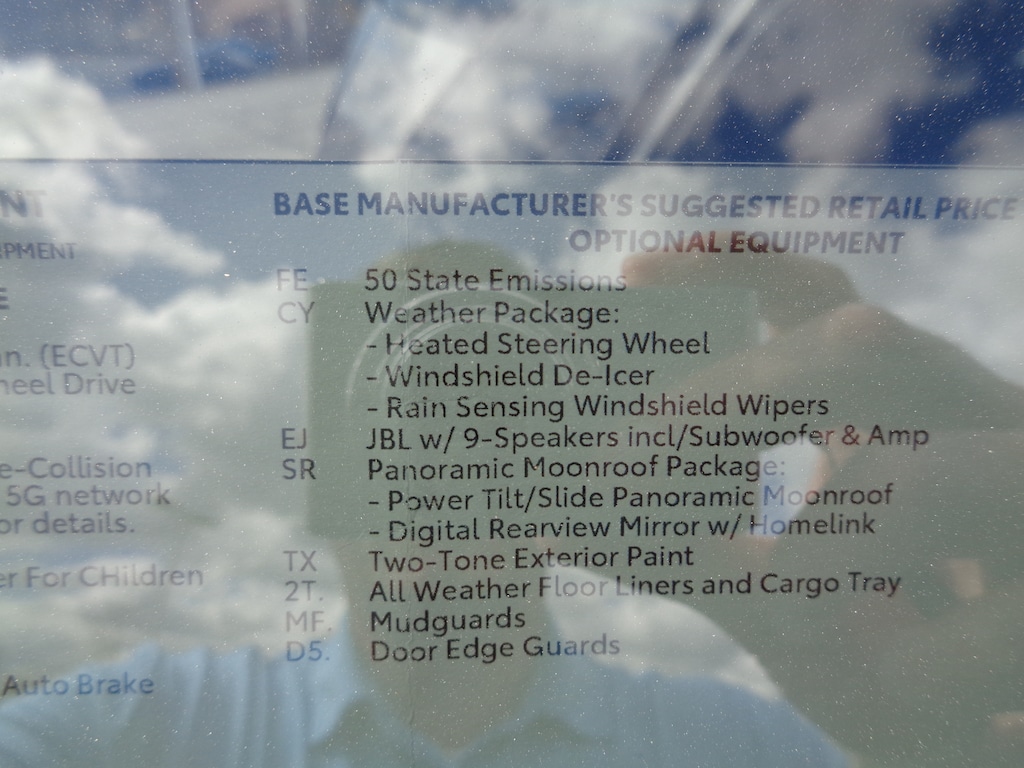 NT
BASE MANUFACTURER'S SUGGESTED RETAIL PRICE
OPTIONAL EQUIPMENT
PMENT
FE 50 State Emissions
E
CY Weather Package:
- Heated Steering Wheel
n. (ECVT)
- Windshield De-Icer
heel Drive
- Rain Sensing Windshield Wipers
EJ JBL w/ 9-Speakers incl/Subwoofer & Amp
e-Collision
SR Panoramic Moonroof Package:
5G network
- Power Tilt/Slide Panoramic Moonroof
or details.
- Digital Rearview Mirror w/ Homelink
TX Two-Tone Exterior Paint
er For CHildren
2T. All Weather Floor Liners and Cargo Tray
MF. Mudguards
D5. Door Edge Guards
Auto Brake